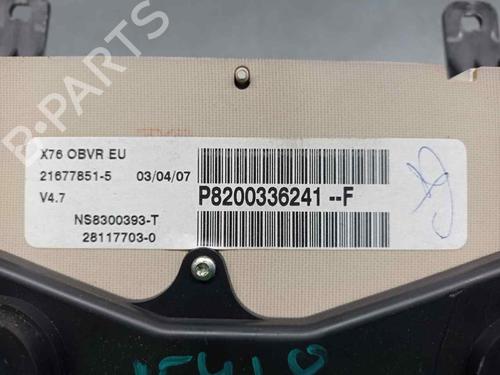 X76 OBVR EU
21677851-5 03/04/07
V4.7
P8200336241--F
NS8300393-T
28117703-0
B-PARTS